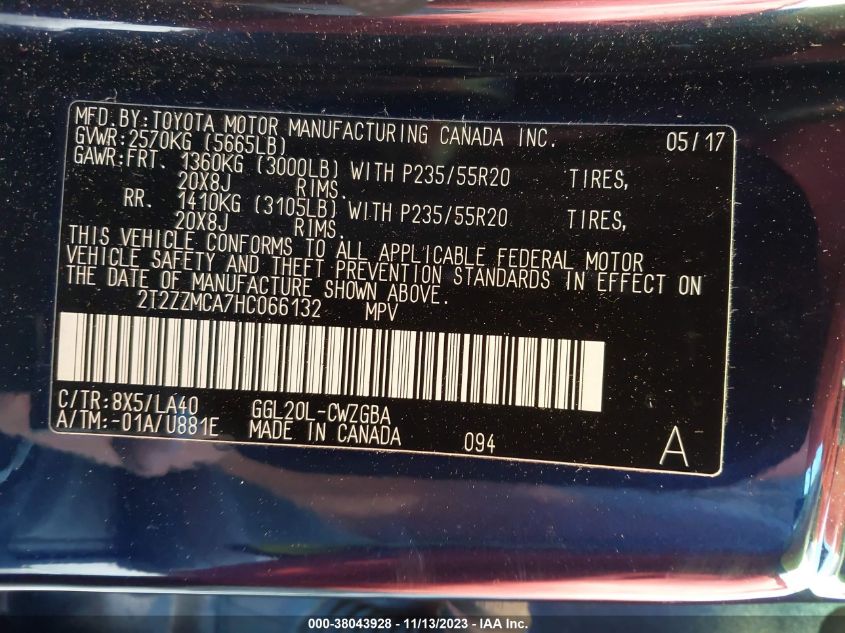 MFD.BY:TOYOTA MOTOR MANUFACTURING CANADA INC. 05/17
GVWR:2570KG (5665LB)
GAWR:FRT. 1360KG (3000LB) WITH P235/55R20 TIRES,
20X8J RIMS.
RR. 1410KG (3105LB) WITH P235/55R20 TIRES,
20X8J RIMS.
THIS VEHICLE CONFORMS TO ALL APPLICABLE FEDERAL MOTOR
VEHICLE SAFETY AND THEFT PREVENTION STANDARDS IN EFFECT ON
THE DATE OF MANUFACTURE SHOWN ABOVE.
2T2ZZMCA7HC066132 MPV
C/TR:8X5/LA40 GGL20L-CWZGBA
A/TM:-01A/U881E MADE IN CANADA 094 A
000-38043928 - 11/13/2023 - IAA Inc.